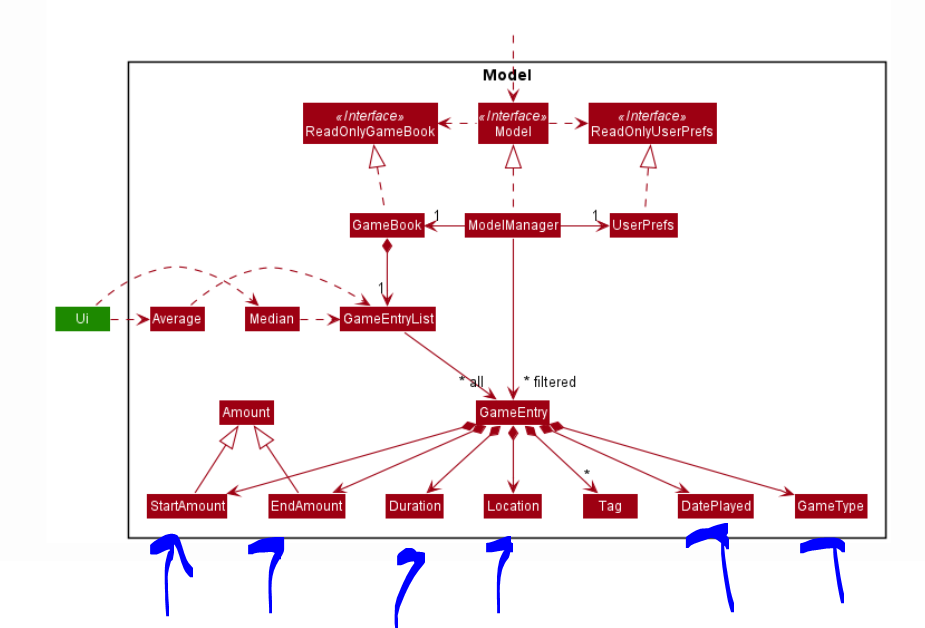 Model
«Interface»
ReadOnlyGameBook
«Interface»
Model
«Interface»
ReadOnlyUserPrefs
GameBook
1
ModelManager
1
UserPrefs
1
Ui
Average
Median
GameEntryList
* all
* filtered
Amount
GameEntry
*
StartAmount
EndAmount
Duration
Location
Tag
DatePlayed
GameType